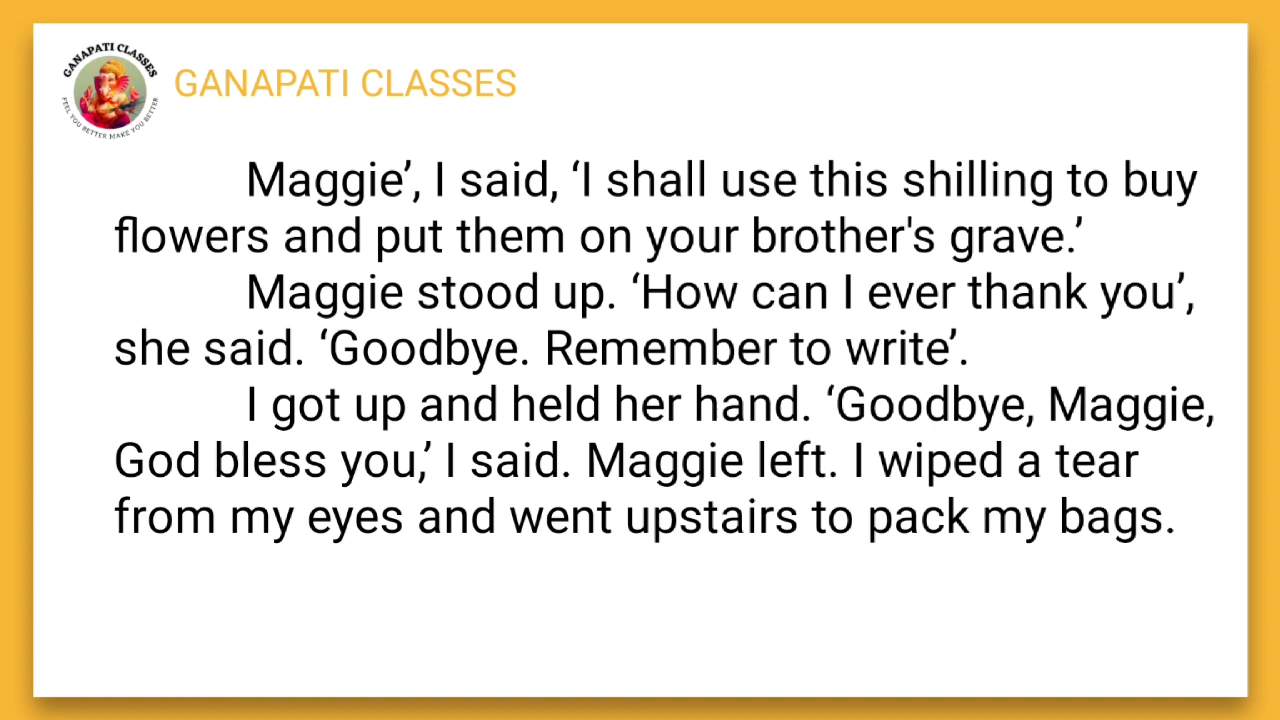 GANAPATI CLASSES
FEEL YOU BETTER MAKE YOU BETTER
GANAPATI CLASSES
Maggie’, I said, ‘I shall use this shilling to buy
flowers and put them on your brother's grave.’
Maggie stood up. ‘How can I ever thank you’,
she said. ‘Goodbye. Remember to write’.
I got up and held her hand. ‘Goodbye, Maggie,
God bless you,’ I said. Maggie left. I wiped a tear
from my eyes and went upstairs to pack my bags.